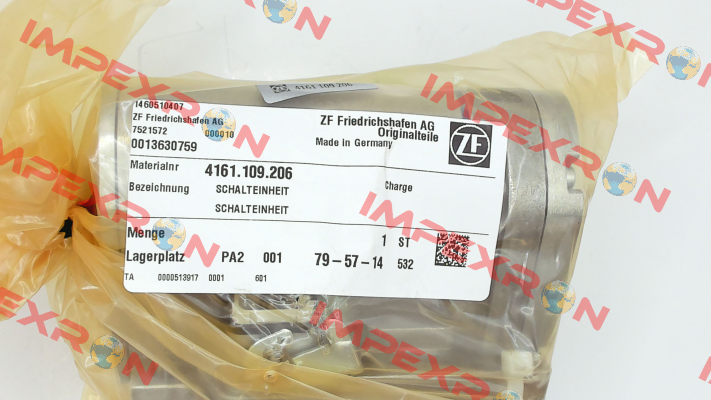 IMPEXRON
IMPEXRON
4161.109.206
1460510407
ZF Friedrichshafen AG
7521572 000010
0013630759
ZF Friedrichshafen AG
Originalteile
Made in Germany
ZF
Materialnr 4161.109.206
Bezeichnung SCHALTEINHEIT Charge
SCHALTEINHEIT
Menge 1 ST
Lagerplatz PA2 001 79-57-14 532
TA 0000513917 0001 601
IMPEXRON
IMPEXRON
IMPEXRON
IMPEXRON